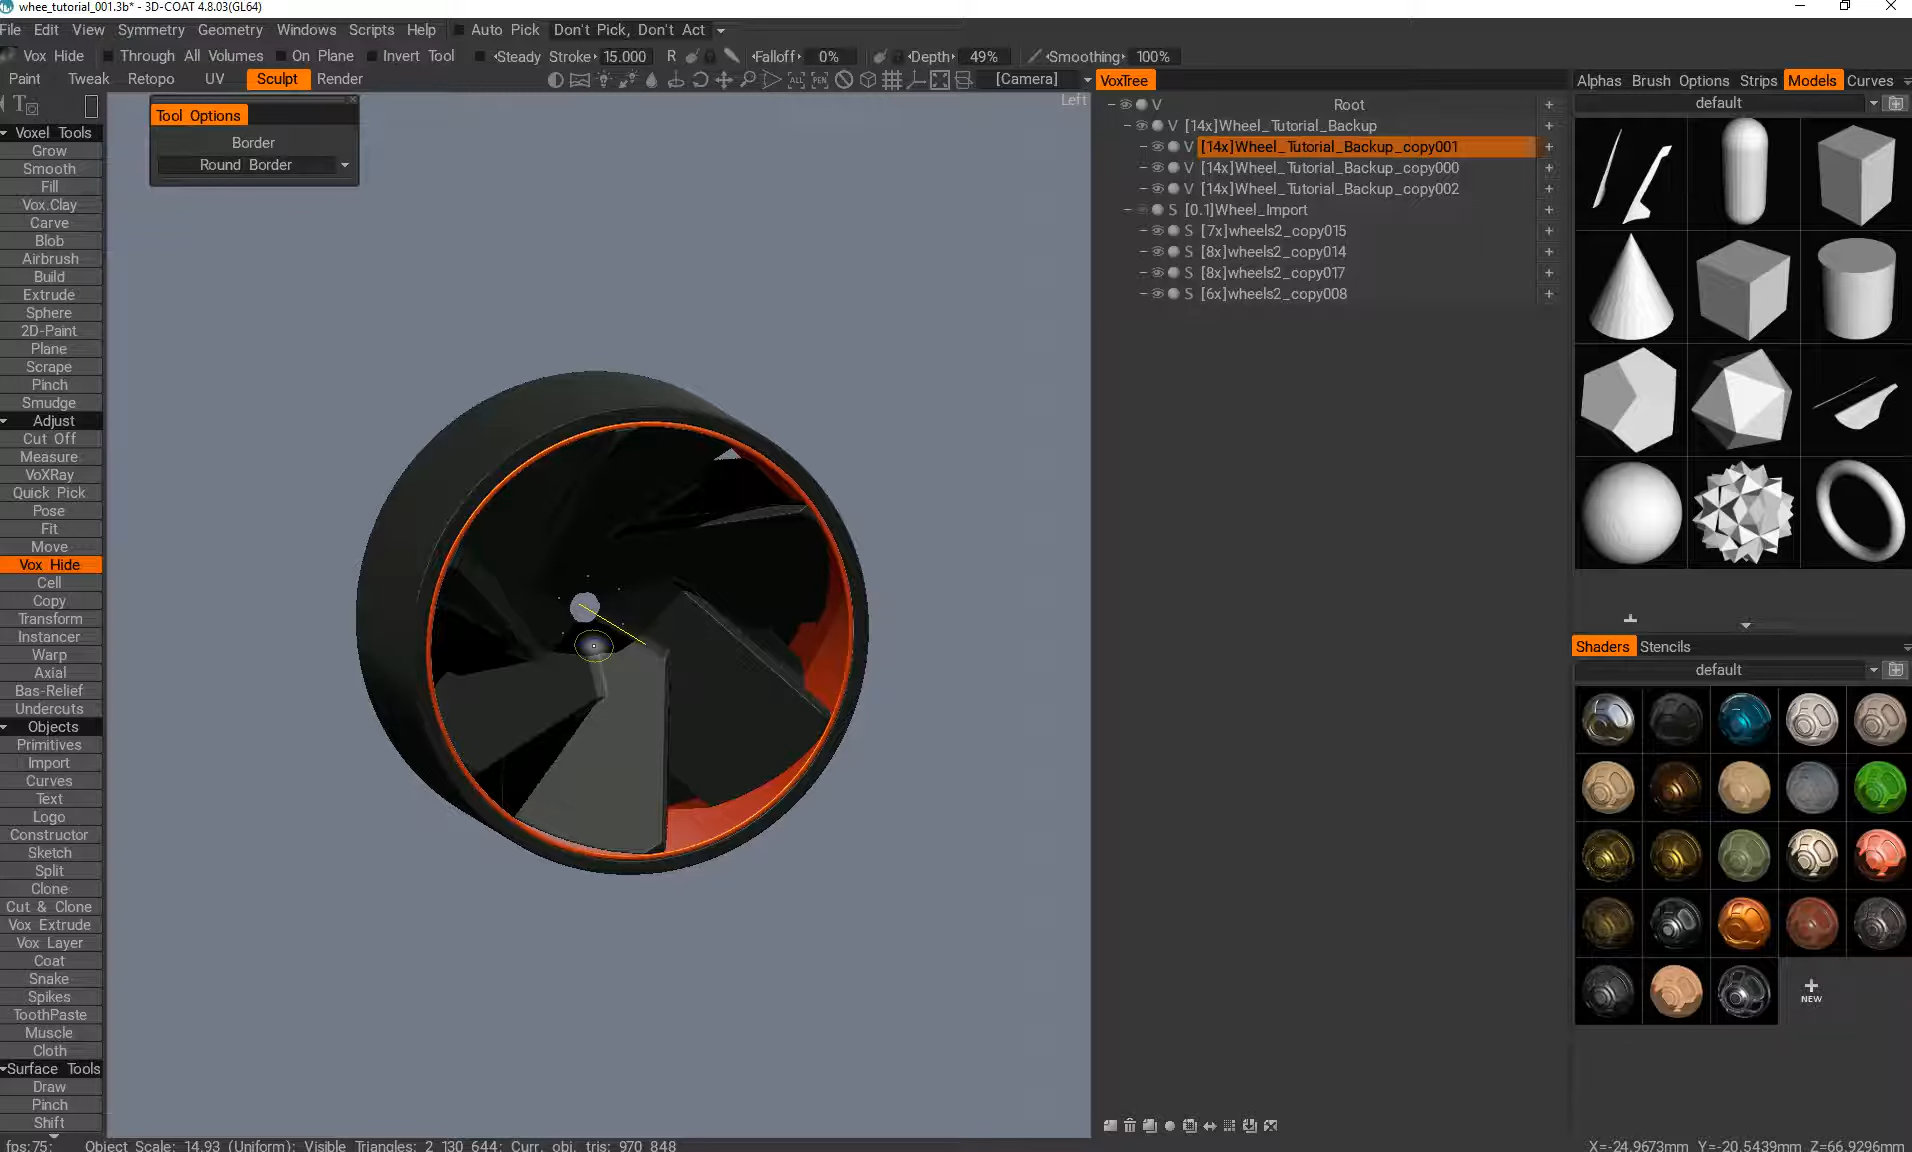 whee_tutorial_001.3b* - 3D-COAT 4.8.03(GL64)
File Edit View Symmetry Geometry Windows Scripts Help Auto Pick Don't Pick, Don't Act
Vox Hide Through All Volumes On Plane Invert Tool Steady Stroke 15.000 R Falloff 0% Depth 49% Smoothing 100%
Paint Tweak Retopo UV Sculpt Render ALL PEN [Camera]
Left
Tool Options
Border
Round Border
Voxel Tools
Grow
Smooth
Fill
Vox.Clay
Carve
Blob
Airbrush
Build
Extrude
Sphere
2D-Paint
Plane
Scrape
Pinch
Smudge
Adjust
Cut Off
Measure
VoXRay
Quick Pick
Pose
Fit
Move
Vox Hide
Cell
Copy
Transform
Instancer
Warp
Axial
Bas-Relief
Undercuts
Objects
Primitives
Import
Curves
Text
Logo
Constructor
Sketch
Split
Clone
Cut & Clone
Vox Extrude
Vox Layer
Coat
Snake
Spikes
ToothPaste
Muscle
Cloth
Surface Tools
Draw
Pinch
Shift
VoxTree
V Root +
V [14x]Wheel_Tutorial_Backup +
V [14x]Wheel_Tutorial_Backup_copy001 +
V [14x]Wheel_Tutorial_Backup_copy000 +
V [14x]Wheel_Tutorial_Backup_copy002 +
S [0.1]Wheel_Import +
S [7x]wheels2_copy015 +
S [8x]wheels2_copy014 +
S [8x]wheels2_copy017 +
S [6x]wheels2_copy008 +
Alphas Brush Options Strips Models Curves
default
Shaders Stencils
default
+
NEW
fps:75; Object Scale: 14.93 (Uniform); Visible Triangles: 2 130 644; Curr. obj. tris: 970 848
X=-24.9673mm Y=-20.5439mm Z=66.9296mm